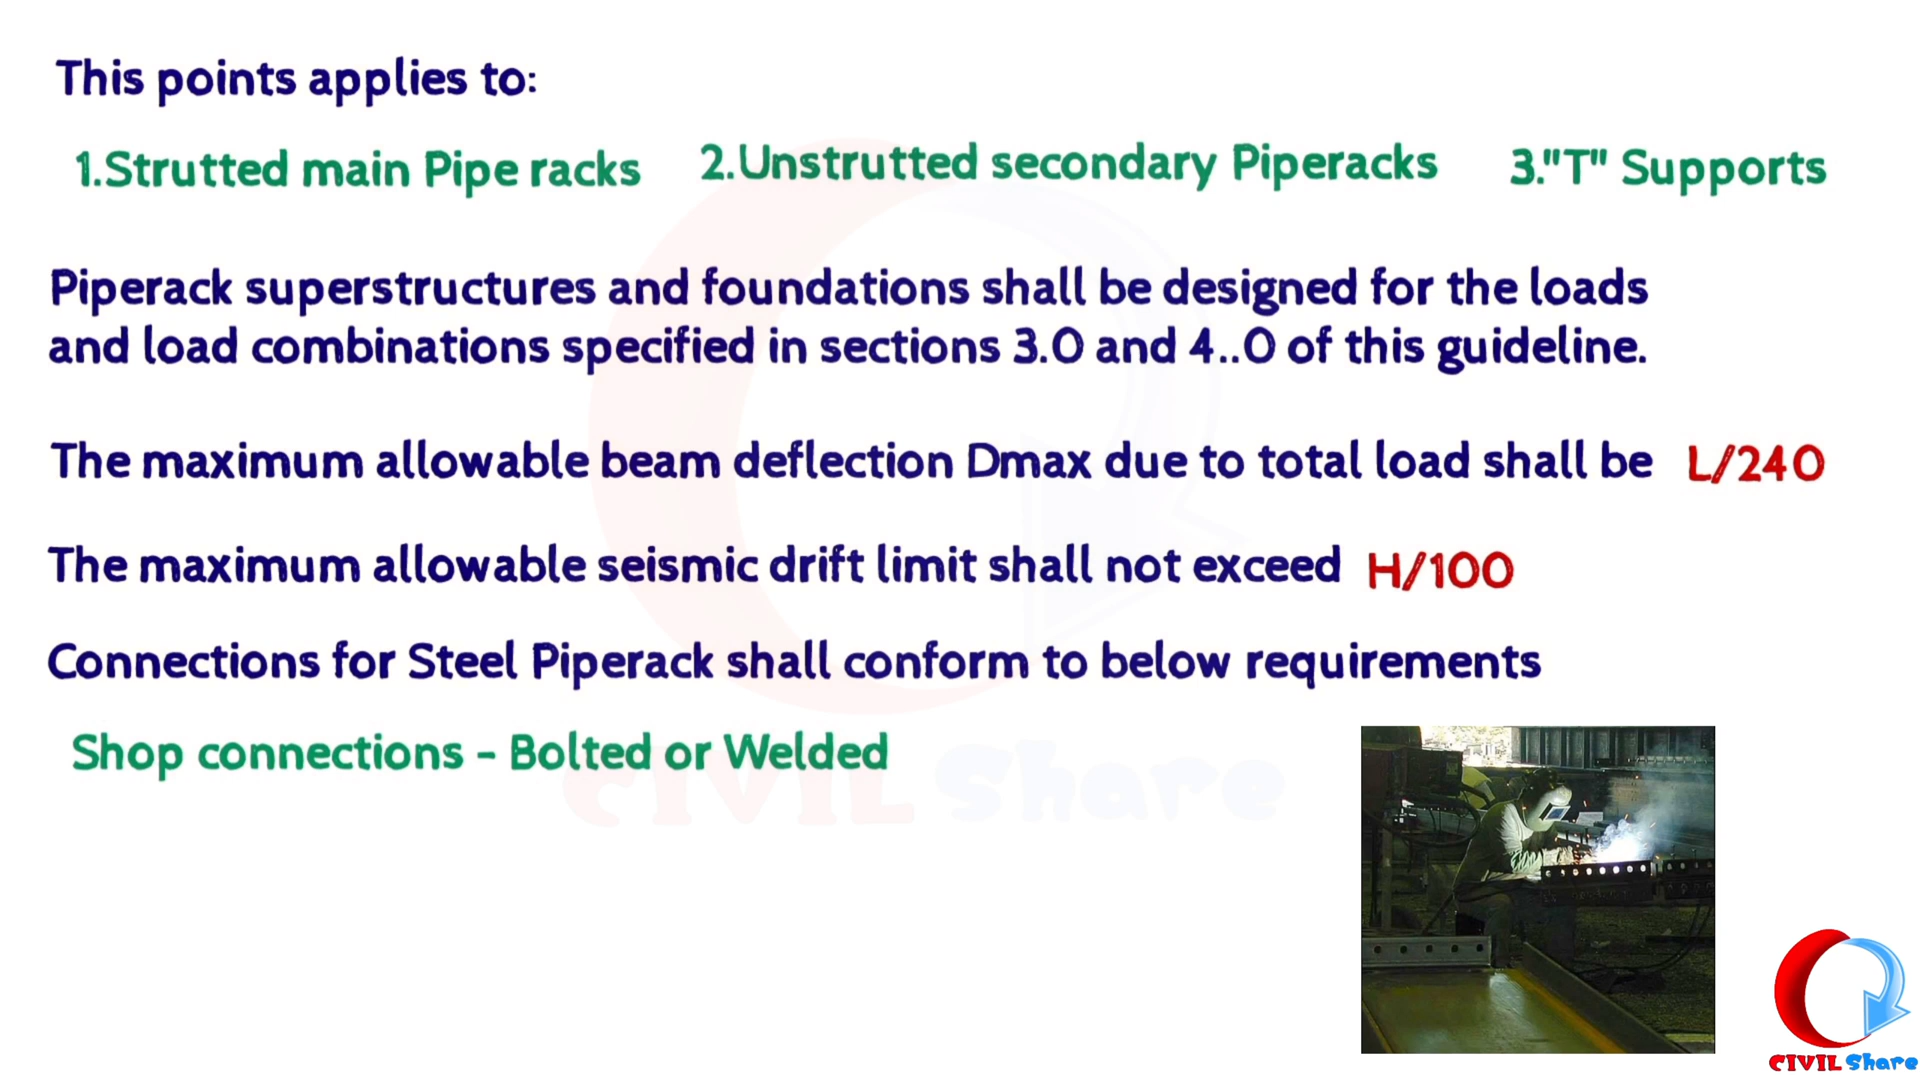 This points applies to:
1.Strutted main Pipe racks 2.Unstrutted secondary Piperacks 3."T" Supports
Piperack superstructures and foundations shall be designed for the loads
and load combinations specified in sections 3.0 and 4..0 of this guideline.
The maximum allowable beam deflection Dmax due to total load shall be L/240
The maximum allowable seismic drift limit shall not exceed H/100
Connections for Steel Piperack shall conform to below requirements
Shop connections - Bolted or Welded
CIVIL Share
CIVIL Share